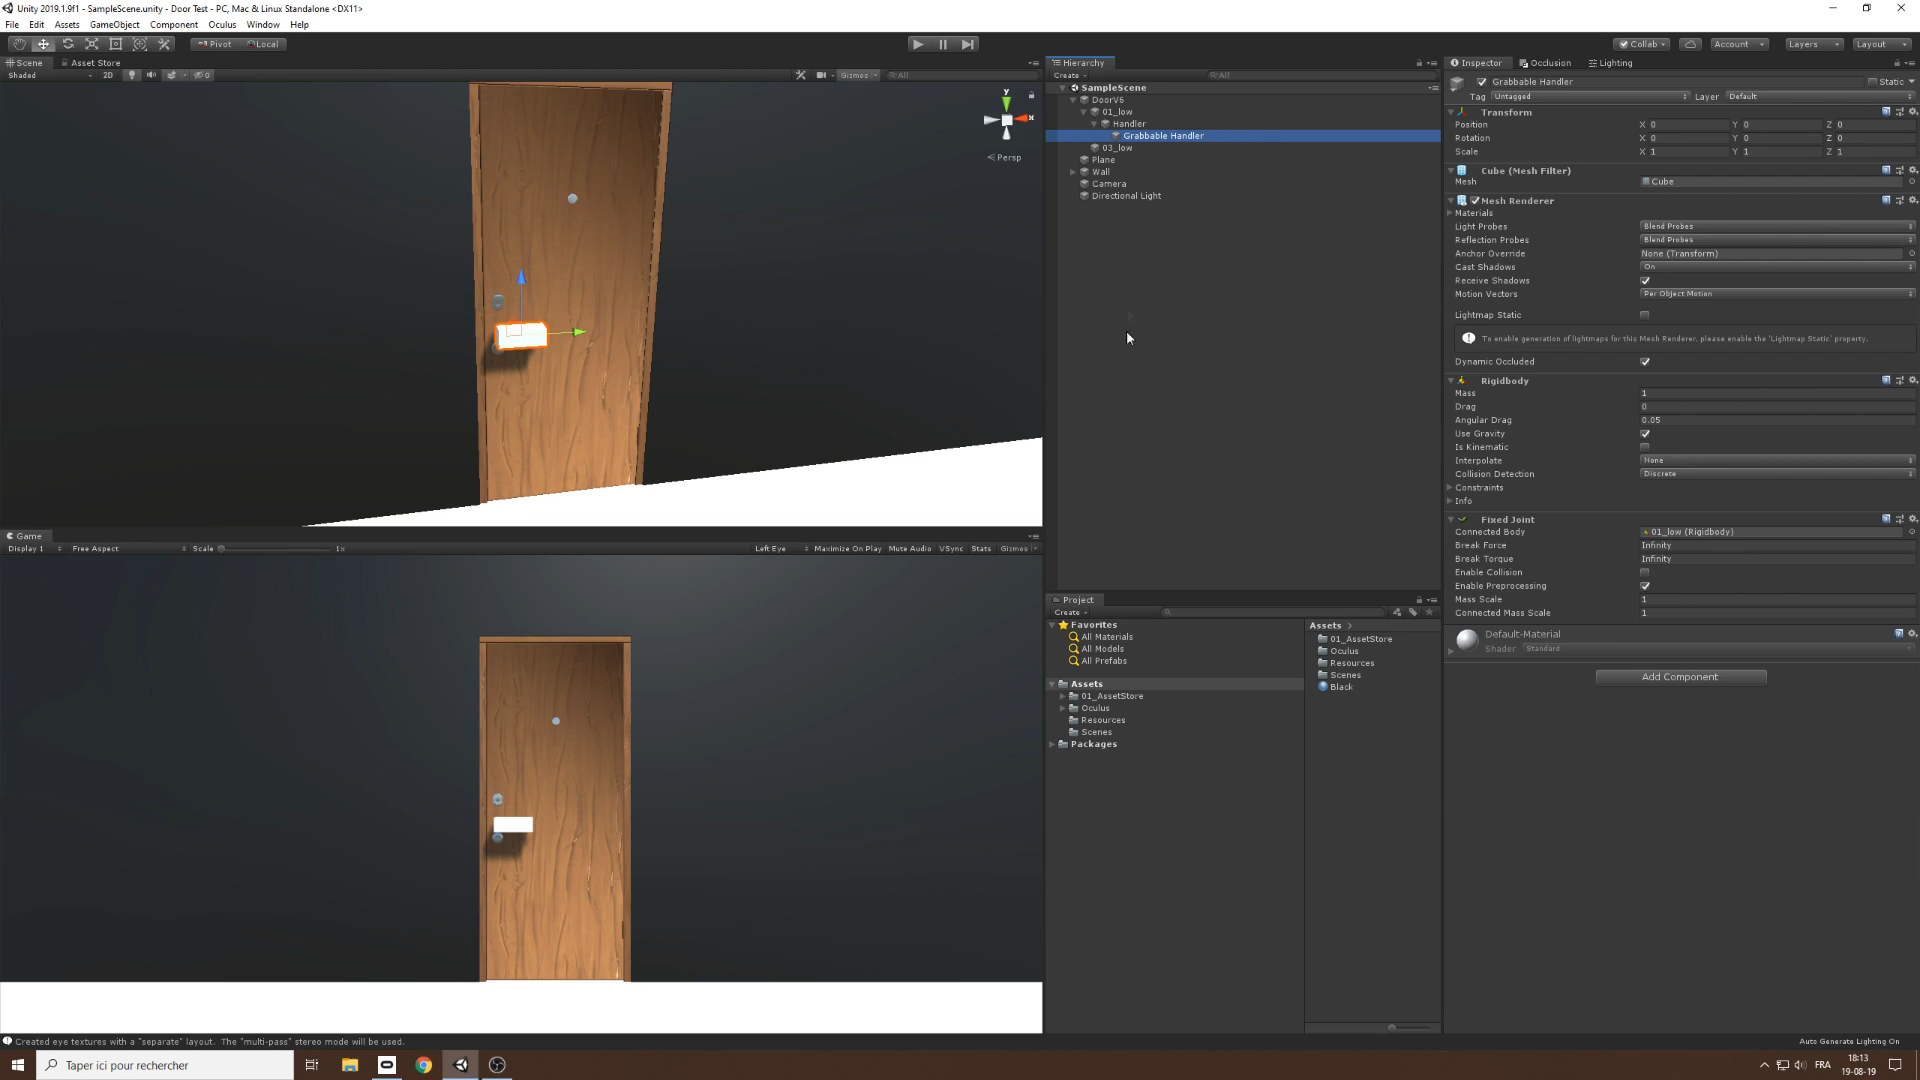 Unity 2019.1.9f1 - SampleScene.unity - Door Test - PC, Mac & Linux Standalone <DX11>
File Edit Assets GameObject Component Oculus Window Help
Pivot Local Collab Account Layers Layout
Scene Asset Store
Shaded 2D 0 Gizmos All
y x
Persp
Game
Display 1 Free Aspect Scale 1x Left Eye Maximize On Play Mute Audio VSync Stats Gizmos
Hierarchy
Create All
SampleScene
DoorV6
01_low
Handler
Grabbable Handler
03_low
Plane
Wall
Camera
Directional Light
Project
Create
Favorites
All Materials
All Models
All Prefabs
Assets
01_AssetStore
Oculus
Resources
Scenes
Packages
Assets
01_AssetStore
Oculus
Resources
Scenes
Black
Inspector Occlusion Lighting
Grabbable Handler Static
Tag Untagged Layer Default
Transform
Position X 0 Y 0 Z 0
Rotation X 0 Y 0 Z 0
Scale X 1 Y 1 Z 1
Cube (Mesh Filter)
Mesh Cube
Mesh Renderer
Materials
Light Probes Blend Probes
Reflection Probes Blend Probes
Anchor Override None (Transform)
Cast Shadows On
Receive Shadows
Motion Vectors Per Object Motion
Lightmap Static
To enable generation of lightmaps for this Mesh Renderer, please enable the 'Lightmap Static' property.
Dynamic Occluded
Rigidbody
Mass 1
Drag 0
Angular Drag 0.05
Use Gravity
Is Kinematic
Interpolate None
Collision Detection Discrete
Constraints
Info
Fixed Joint
Connected Body 01_low (Rigidbody)
Break Force Infinity
Break Torque Infinity
Enable Collision
Enable Preprocessing
Mass Scale 1
Connected Mass Scale 1
Default-Material
Shader Standard
Add Component
Created eye textures with a "separate" layout. The "multi-pass" stereo mode will be used.
Auto Generate Lighting On
Taper ici pour rechercher
FRA
18:13
19-08-19